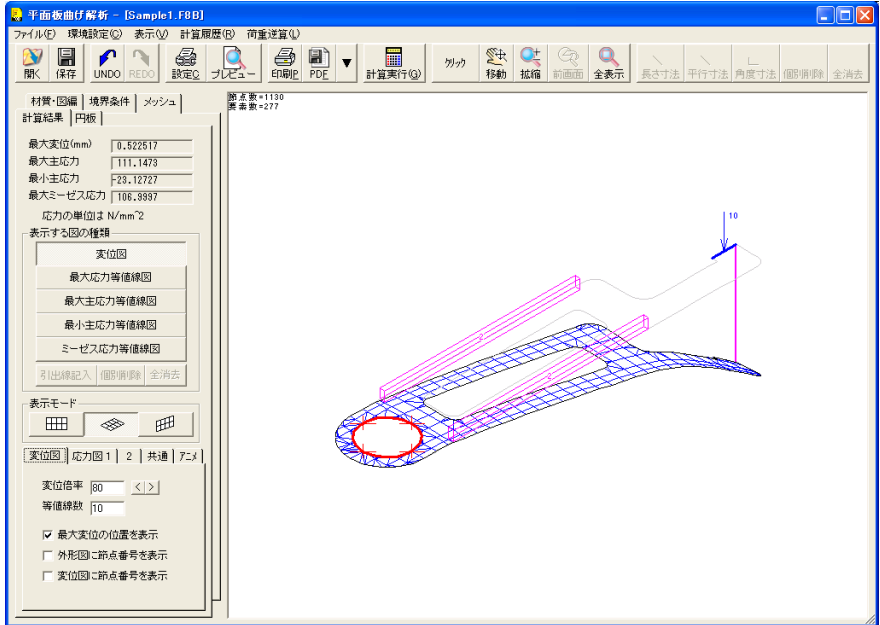 平面板曲げ解析 - [Sample1.F8B]
ファイル(F) 環境設定(C) 表示(V) 計算履歴(R) 荷重逆算(L)
開く 保存 UNDO REDO 設定C プレビュー 印刷P PDF ▼ 計算実行(G) クリック 移動 拡縮 前画面 全表示 長さ寸法 平行寸法 角度寸法 個別削除 全消去
材質・図編 境界条件 メッシュ
計算結果 円板
最大変位(mm) 0.522517
最大主応力 111.1473
最小主応力 -23.12727
最大ミーゼス応力 106.9997
応力の単位は N/mm^2
表示する図の種類
変位図
最大応力等値線図
最大主応力等値線図
最小主応力等値線図
ミーゼス応力等値線図
引出線記入 個別削除 全消去
表示モード
変位図 応力図1 2 共通 アニメ
変位倍率 80 < >
等値線数 10
最大変位の位置を表示
外形図に節点番号を表示
変位図に節点番号を表示
節点数=1130
要素数=277
10
2
2